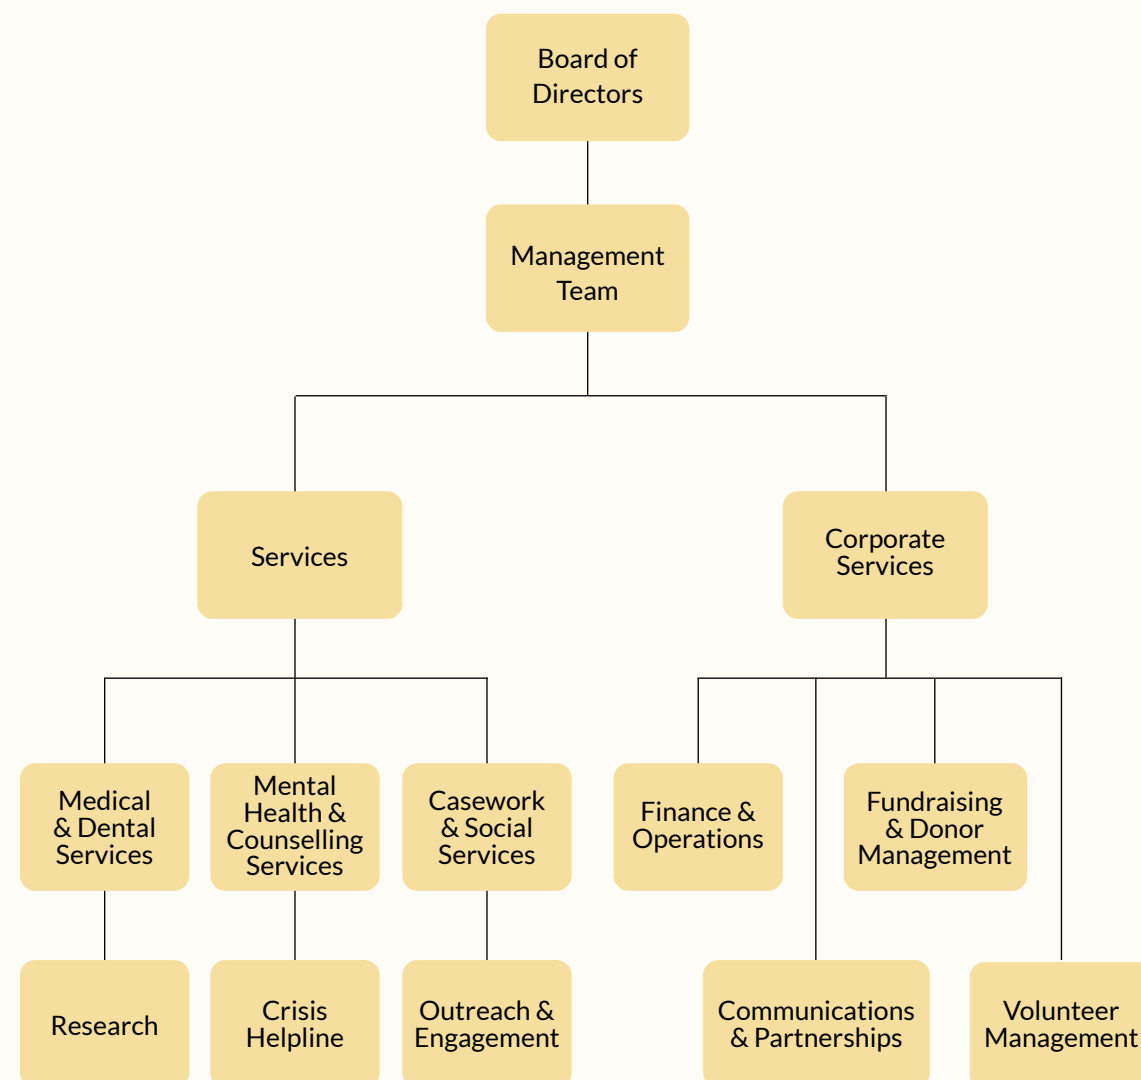 Board of
Directors
Management
Team
Services
Corporate
Services
Medical
& Dental
Services
Mental
Health &
Counselling
Services
Casework
& Social
Services
Finance &
Operations
Fundraising
& Donor
Management
Research
Crisis
Helpline
Outreach &
Engagement
Communications
& Partnerships
Volunteer
Management